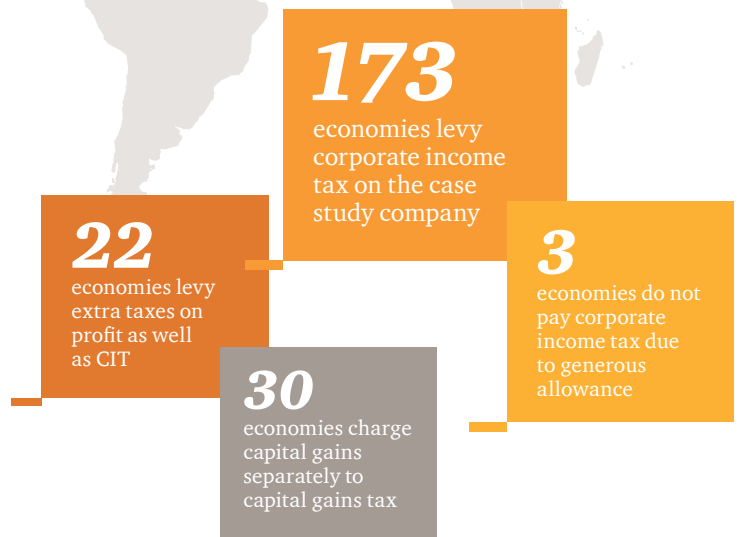 173
economies levy
corporate income
tax on the case
study company
22
economies levy
extra taxes on
profit as well
as CIT
3
economies do not
pay corporate
income tax due
to generous
allowance
30
economies charge
capital gains
separately to
capital gains tax